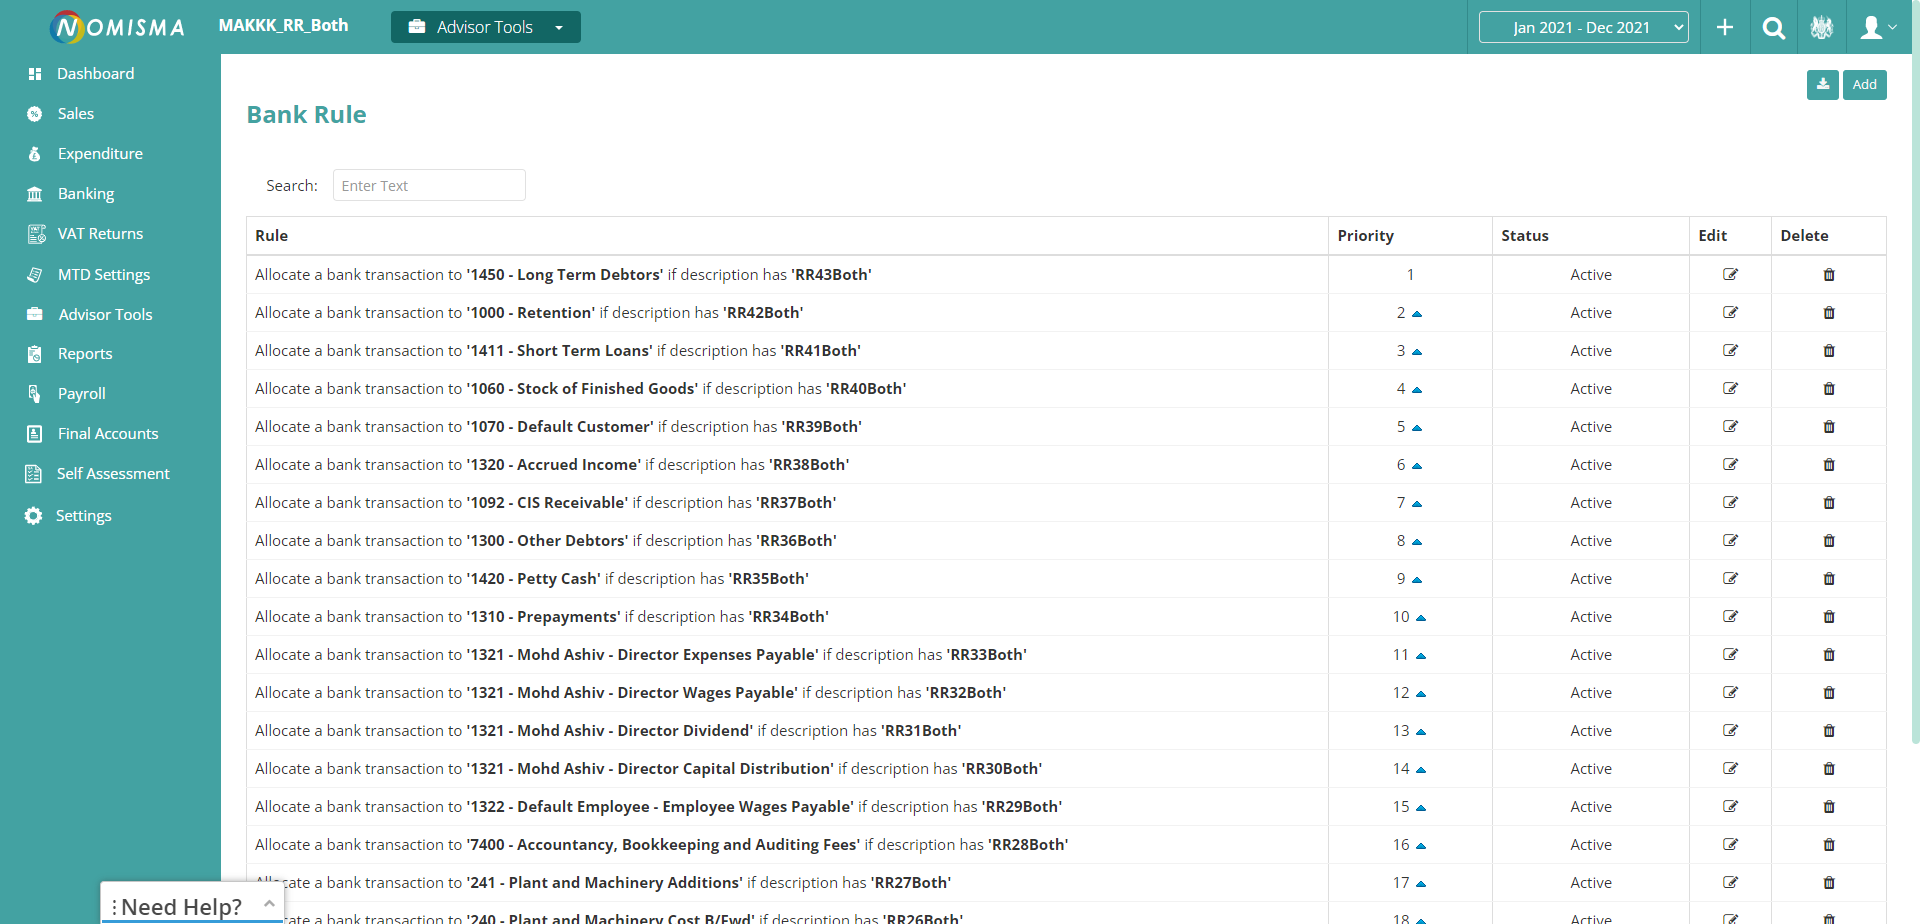 NOMISMA MAKKK_RR_Both Advisor Tools Jan 2021 - Dec 2021
Dashboard
Sales
Expenditure
Banking
VAT Returns
MTD Settings
Advisor Tools
Reports
Payroll
Final Accounts
Self Assessment
Settings
Add
Bank Rule
Search: Enter Text
Rule Priority Status Edit Delete
Allocate a bank transaction to '1450 - Long Term Debtors' if description has 'RR43Both' 1 Active
Allocate a bank transaction to '1000 - Retention' if description has 'RR42Both' 2 Active
Allocate a bank transaction to '1411 - Short Term Loans' if description has 'RR41Both' 3 Active
Allocate a bank transaction to '1060 - Stock of Finished Goods' if description has 'RR40Both' 4 Active
Allocate a bank transaction to '1070 - Default Customer' if description has 'RR39Both' 5 Active
Allocate a bank transaction to '1320 - Accrued Income' if description has 'RR38Both' 6 Active
Allocate a bank transaction to '1092 - CIS Receivable' if description has 'RR37Both' 7 Active
Allocate a bank transaction to '1300 - Other Debtors' if description has 'RR36Both' 8 Active
Allocate a bank transaction to '1420 - Petty Cash' if description has 'RR35Both' 9 Active
Allocate a bank transaction to '1310 - Prepayments' if description has 'RR34Both' 10 Active
Allocate a bank transaction to '1321 - Mohd Ashiv - Director Expenses Payable' if description has 'RR33Both' 11 Active
Allocate a bank transaction to '1321 - Mohd Ashiv - Director Wages Payable' if description has 'RR32Both' 12 Active
Allocate a bank transaction to '1321 - Mohd Ashiv - Director Dividend' if description has 'RR31Both' 13 Active
Allocate a bank transaction to '1321 - Mohd Ashiv - Director Capital Distribution' if description has 'RR30Both' 14 Active
Allocate a bank transaction to '1322 - Default Employee - Employee Wages Payable' if description has 'RR29Both' 15 Active
Allocate a bank transaction to '7400 - Accountancy, Bookkeeping and Auditing Fees' if description has 'RR28Both' 16 Active
Allocate a bank transaction to '241 - Plant and Machinery Additions' if description has 'RR27Both' 17 Active
cate a bank transaction to '240 - Plant and Machinery Cost B/Fwd' if description has 'RR26Both' 18 Active
Need Help?